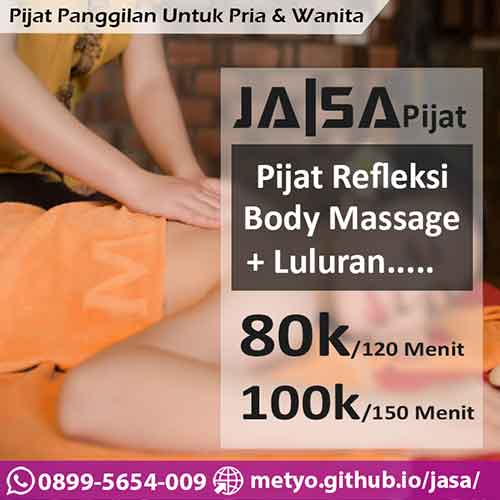 Pijat Panggilan Untuk Pria & Wanita
JA|SA Pijat
Pijat Refleksi
Body Massage
+ Luluran.....
80k/120 Menit
100k/150 Menit
0899-5654-009 metyo.github.io/jasa/
M